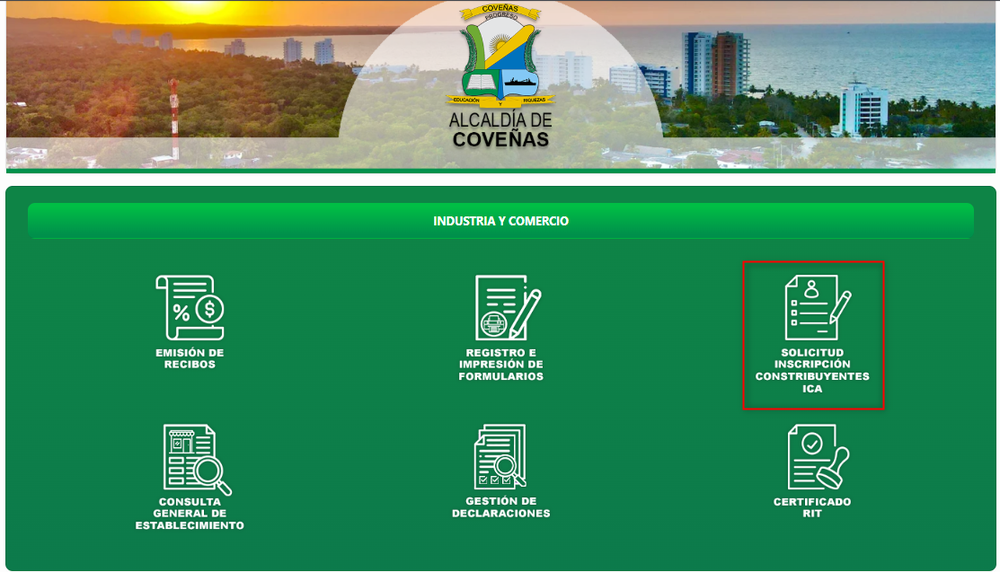 COVEÑAS
PROGRESO
EDUCACIÓN
Y
RIQUEZAS
ALCALDÍA DE
COVEÑAS
INDUSTRIA Y COMERCIO
% $
EMISIÓN DE
RECIBOS
REGISTRO E
IMPRESIÓN DE
FORMULARIOS
SOLICITUD
INSCRIPCIÓN
CONSTRIBUYENTES
ICA
CONSULTA
GENERAL DE
ESTABLECIMIENTO
GESTIÓN DE
DECLARACIONES
CERTIFICADO
RIT